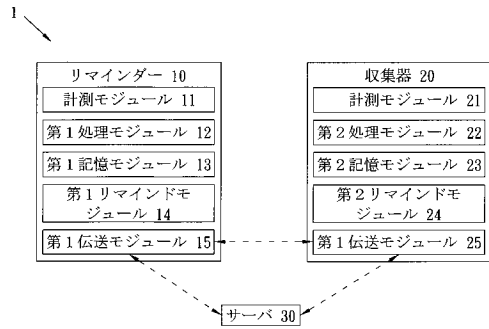 1
リマインダー 10
計測モジュール 11
第1処理モジュール 12
第1記憶モジュール 13
第1リマインドモ
ジュール 14
第1伝送モジュール 15
収集器 20
計測モジュール 21
第2処理モジュール 22
第2記憶モジュール 23
第2リマインドモ
ジュール 24
第1伝送モジュール 25
サーバ 30